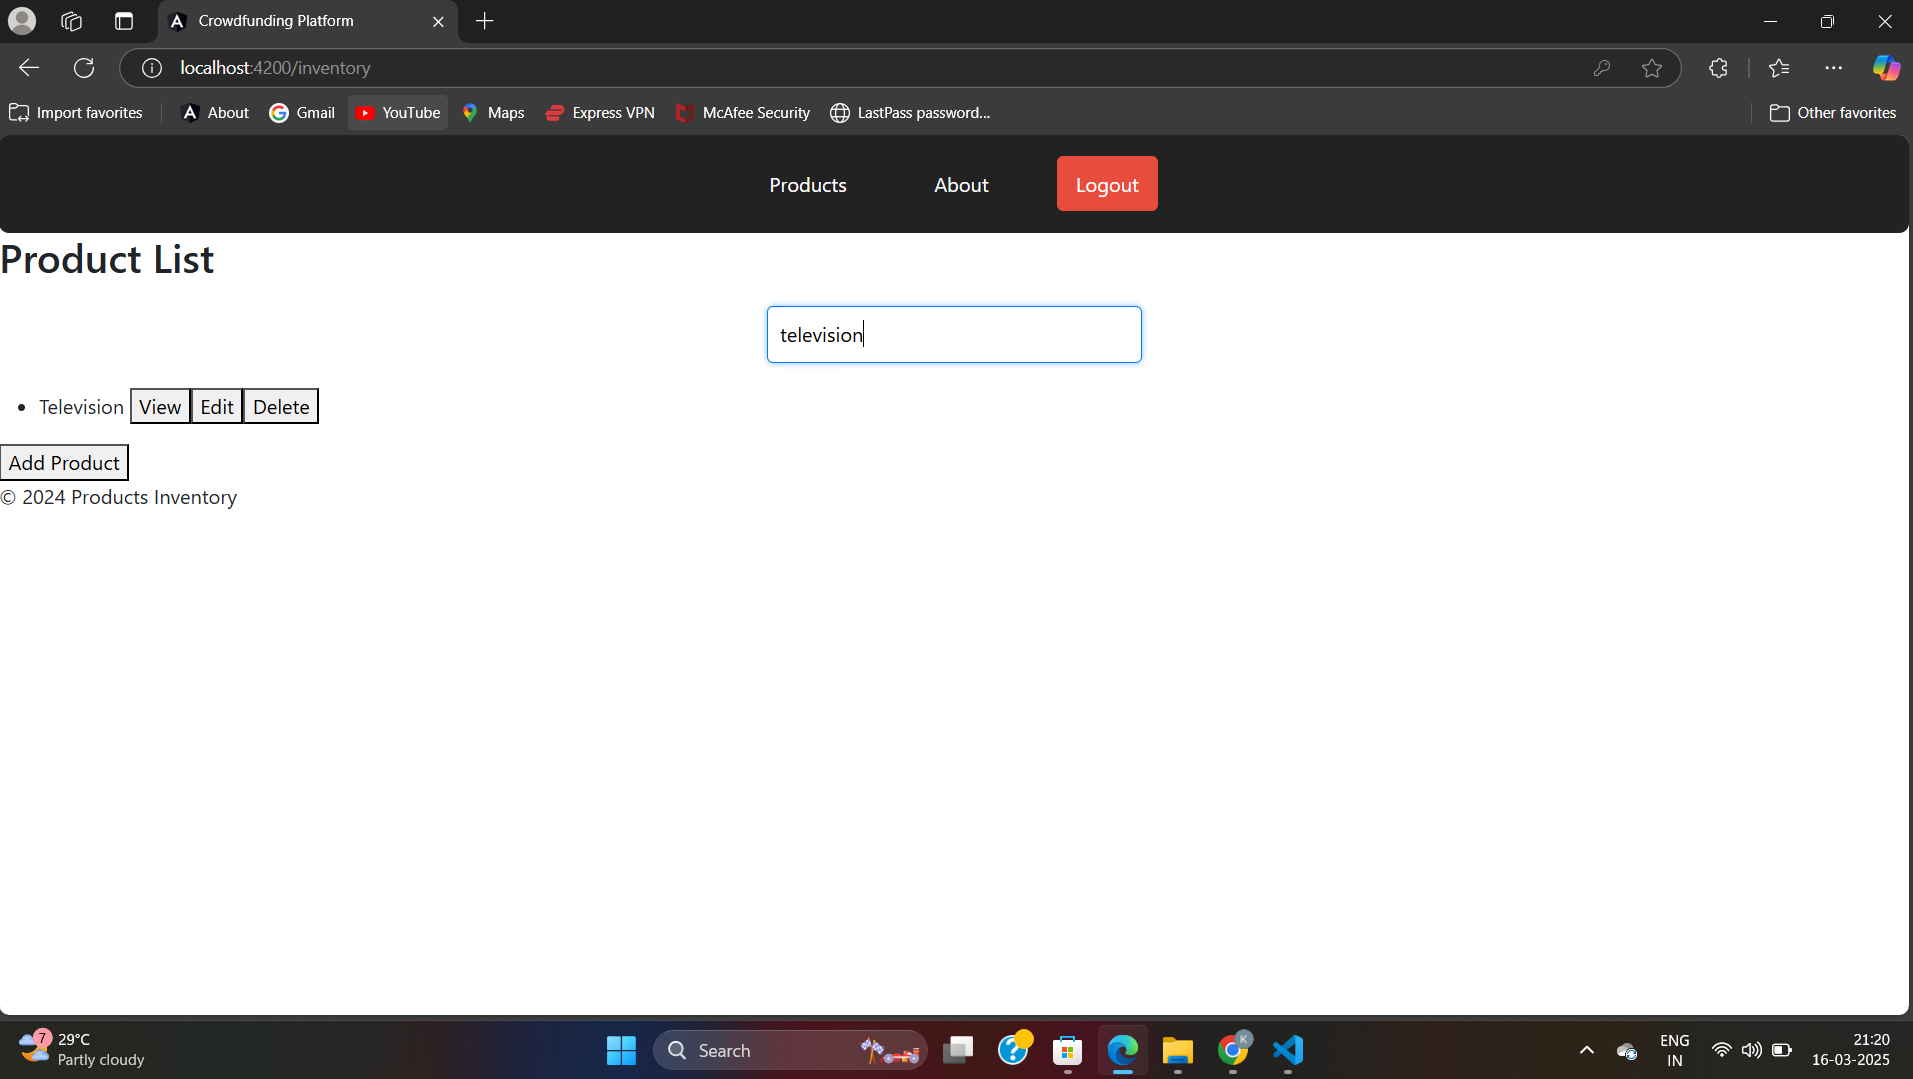 Crowdfunding Platform
localhost:4200/inventory
Import favorites
About
Gmail
YouTube
Maps
Express VPN
McAfee Security
LastPass password...
Other favorites
Products
About
Logout
Product List
television
Television View Edit Delete
Add Product
© 2024 Products Inventory
7
29°C
Partly cloudy
Search
K
ENG
IN
21:20
16-03-2025